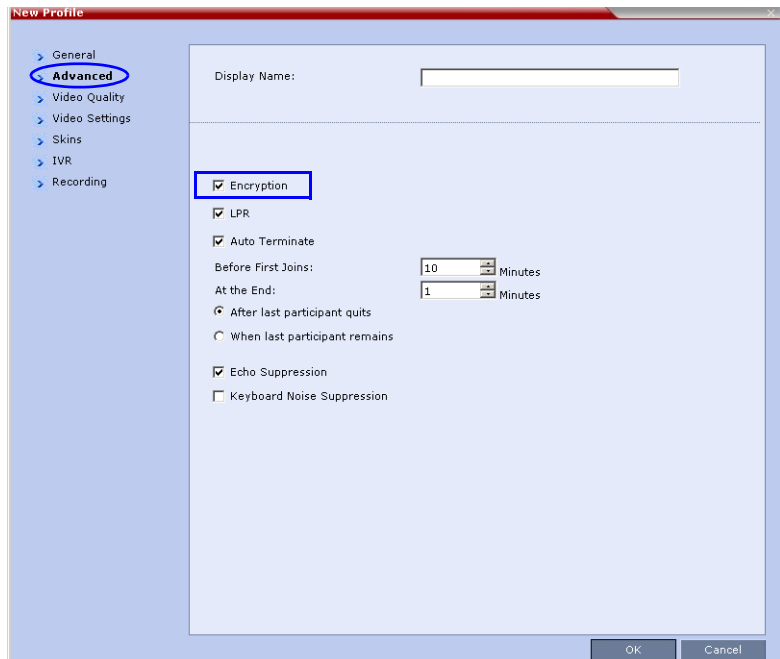 New Profile
General
Advanced
Video Quality
Video Settings
Skins
IVR
Recording
Display Name:
Encryption
LPR
Auto Terminate
Before First Joins: 10 Minutes
At the End: 1 Minutes
After last participant quits
When last participant remains
Echo Suppression
Keyboard Noise Suppression
OK Cancel